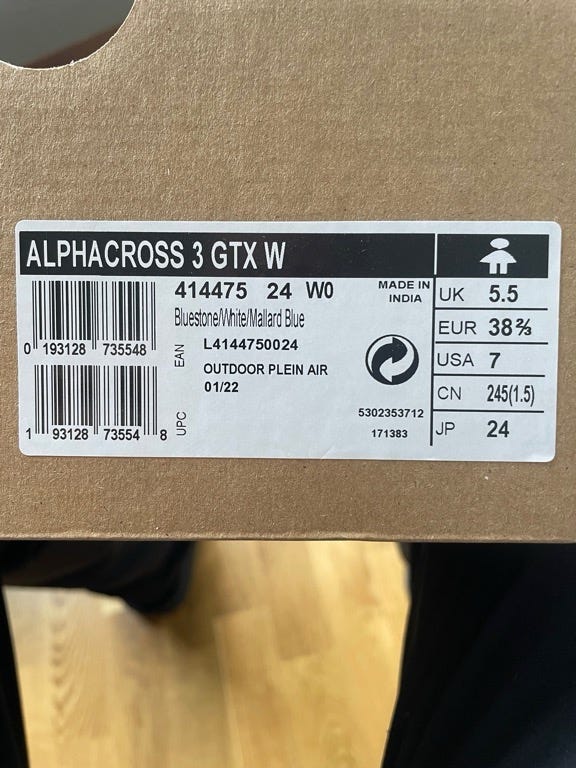 ALPHACROSS 3 GTX W
414475 24 W0
Bluestone/White/Mallard Blue
L4144750024
OUTDOOR PLEIN AIR
01/22
0 193128 735548
EAN
1 93128 73554 8
UPC
MADE IN
INDIA
5302353712
171383
UK 5.5
EUR 38⅔
USA 7
CN 245(1.5)
JP 24